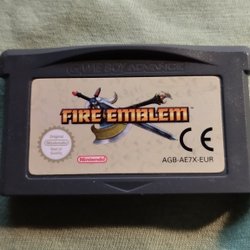 GAME BOY ADVANCE
FIRE EMBLEM
Original
Nintendo
Seal of
Quality
Nintendo
CE
AGB-AE7X-EUR